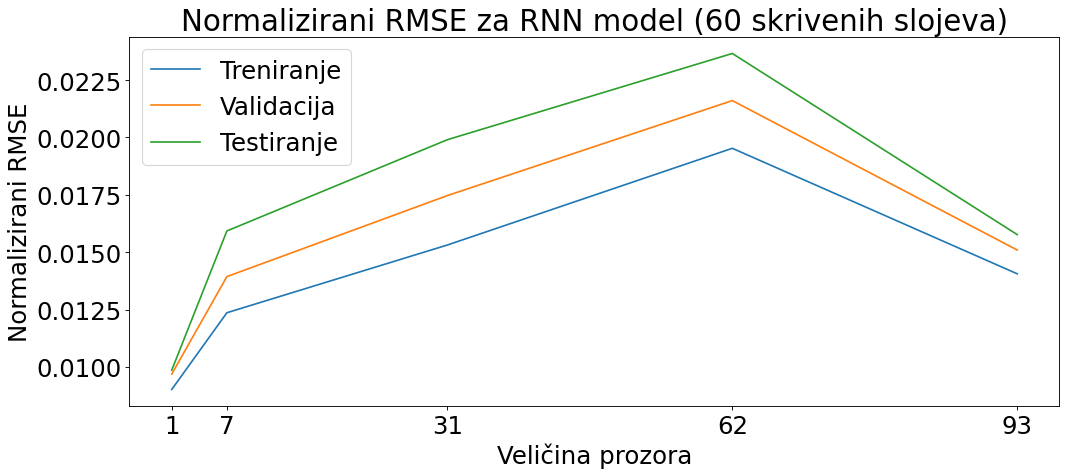 Normalizirani RMSE za RNN model (60 skrivenih slojeva)
Treniranje
Validacija
Testiranje
Normalizirani RMSE
0.0225
0.0200
0.0175
0.0150
0.0125
0.0100
1 7 31 62 93
Veličina prozora